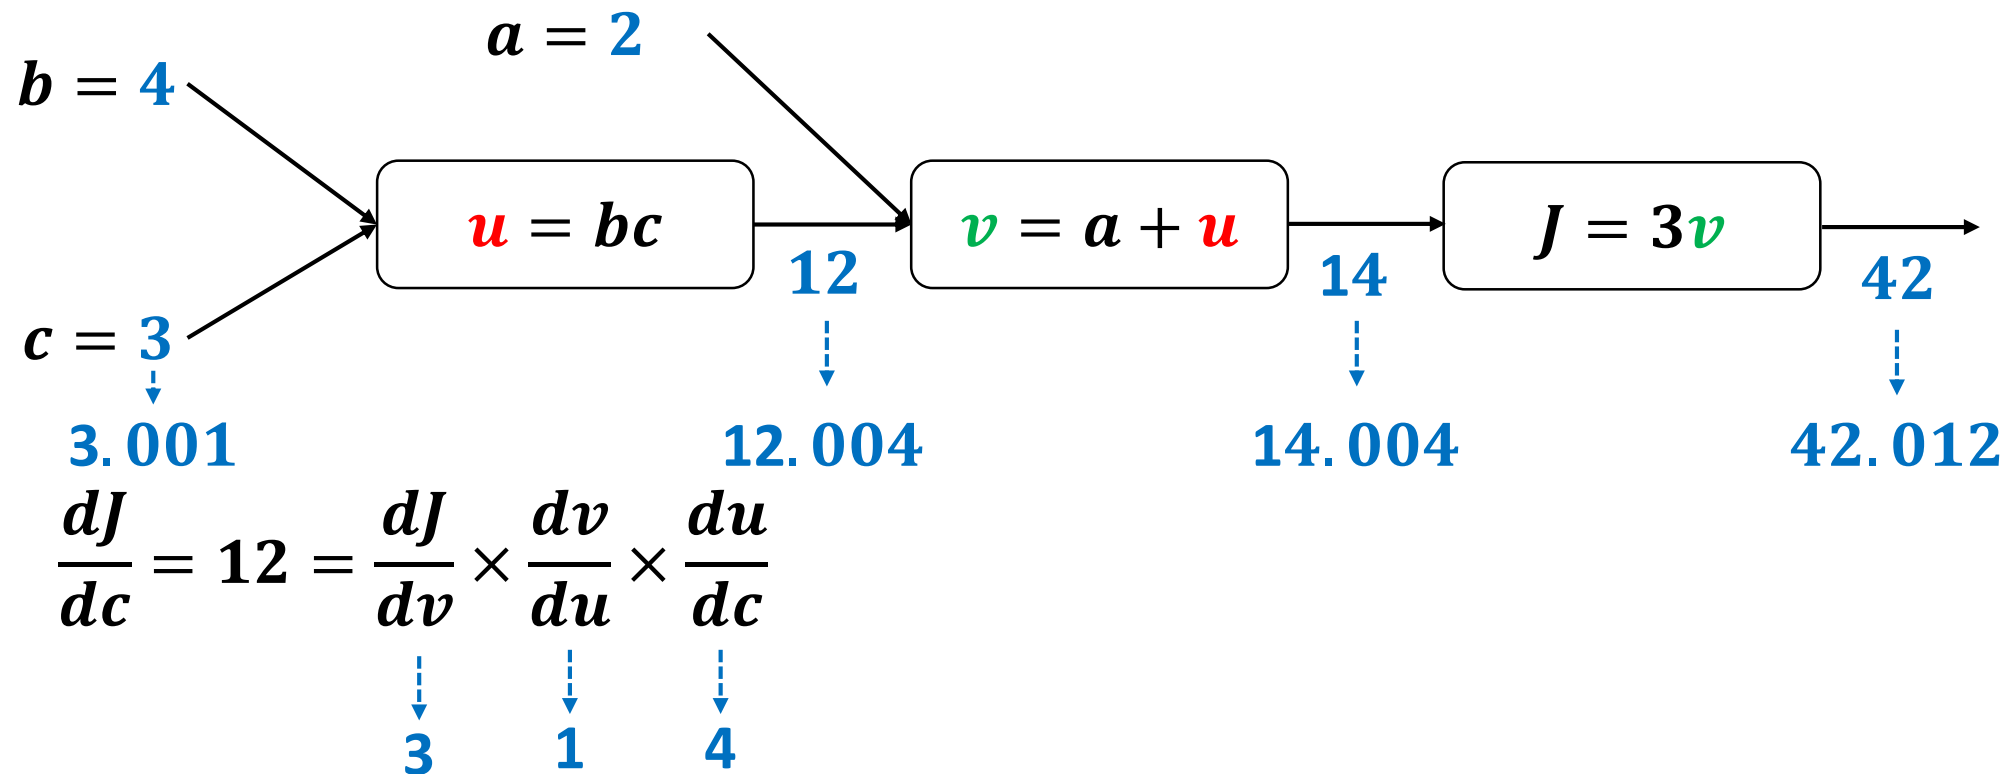 a = 2
b = 4
u = bc
v = a + u
J = 3v
12
14
42
c = 3
3.001
12.004
14.004
42.012
dJ/dc = 12 = dJ/dv × dv/du × du/dc
3
1
4